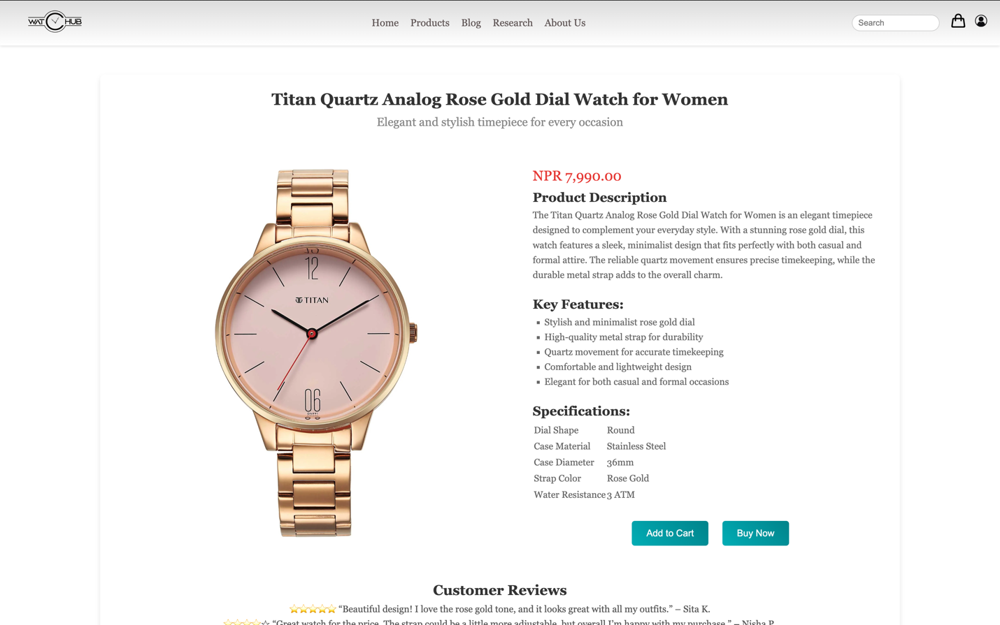 WAT HUB
Home Products Blog Research About Us
Search
Titan Quartz Analog Rose Gold Dial Watch for Women
Elegant and stylish timepiece for every occasion
12
TITAN
06
NPR 7,990.00
Product Description
The Titan Quartz Analog Rose Gold Dial Watch for Women is an elegant timepiece
designed to complement your everyday style. With a stunning rose gold dial, this
watch features a sleek, minimalist design that fits perfectly with both casual and
formal attire. The reliable quartz movement ensures precise timekeeping, while the
durable metal strap adds to the overall charm.
Key Features:
Stylish and minimalist rose gold dial
High-quality metal strap for durability
Quartz movement for accurate timekeeping
Comfortable and lightweight design
Elegant for both casual and formal occasions
Specifications:
Dial Shape Round
Case Material Stainless Steel
Case Diameter 36mm
Strap Color Rose Gold
Water Resistance 3 ATM
Add to Cart Buy Now
Customer Reviews
⭐⭐⭐⭐⭐ “Beautiful design! I love the rose gold tone, and it looks great with all my outfits.” – Sita K.
⭐⭐⭐⭐☆ “Great watch for the price. The strap could be a little more adjustable, but overall I’m happy with my purchase.” – Nisha P.